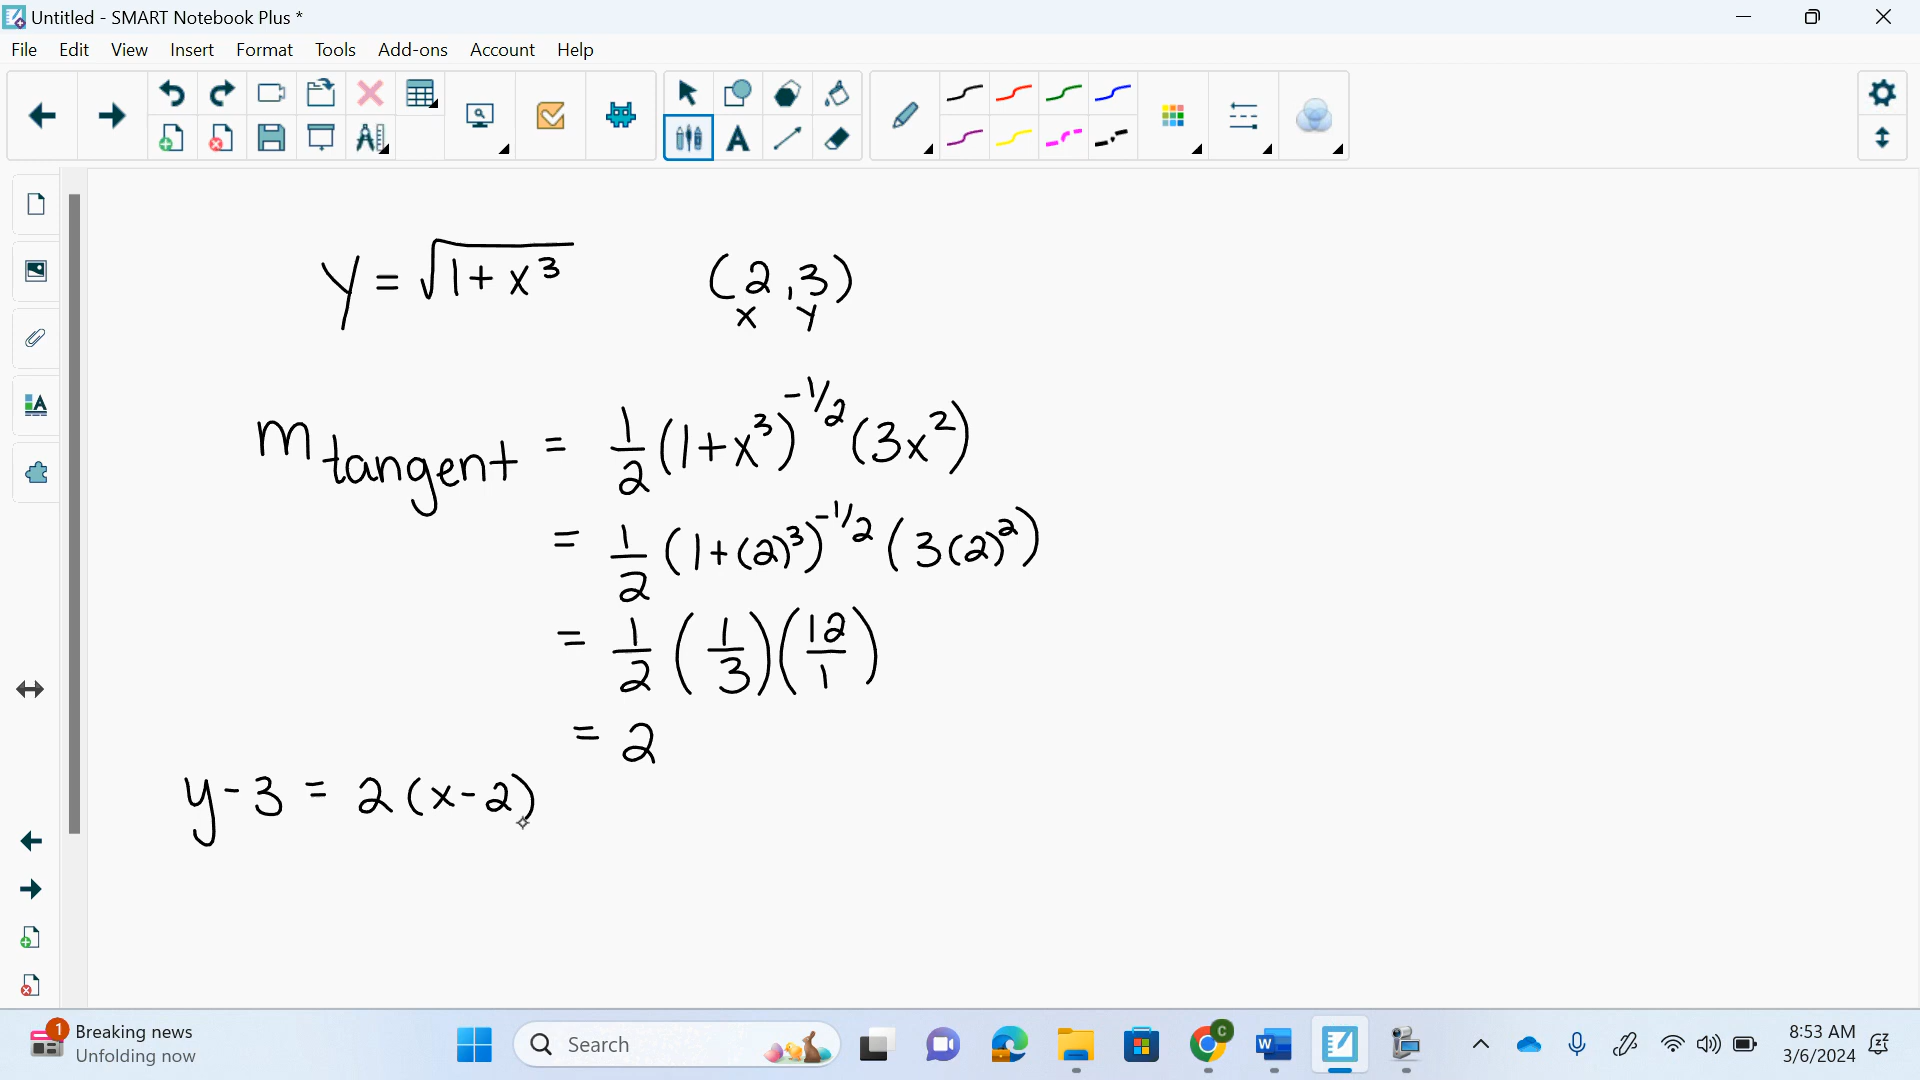 Untitled - SMART Notebook Plus *
File Edit View Insert Format Tools Add-ons Account Help
y = √(1+x³) (2,3)
x y
m tangent = 1/2 (1+x³)^(-1/2) (3x²)
= 1/2 (1+(2)³)^(-1/2) (3(2)²)
= 1/2 (1/3)(12/1)
= 2
y-3 = 2(x-2)
1 Breaking news
Unfolding now
Search
C
W
8:53 AM
3/6/2024